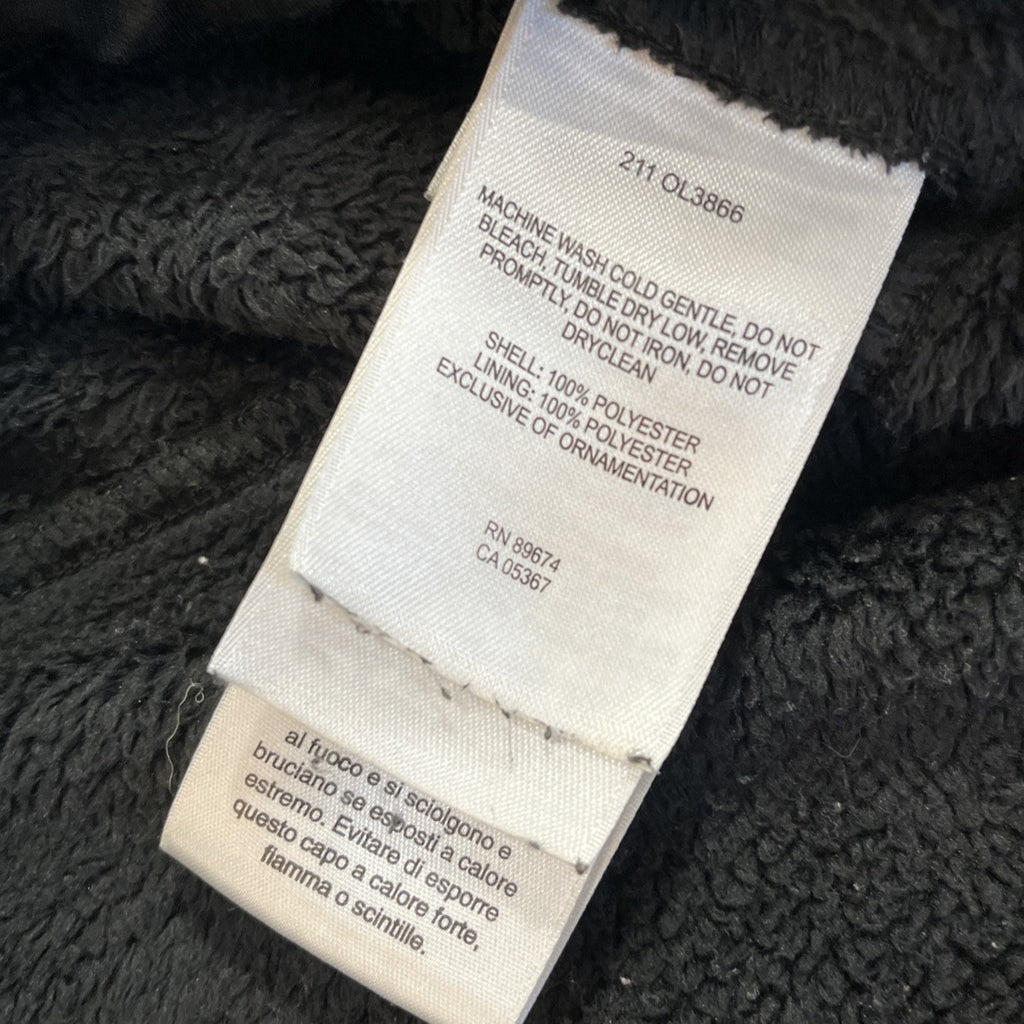 211 OL3866
MACHINE WASH COLD GENTLE, DO NOT
BLEACH, TUMBLE DRY LOW, REMOVE
PROMPTLY, DO NOT IRON, DO NOT
DRYCLEAN
SHELL: 100% POLYESTER
LINING: 100% POLYESTER
EXCLUSIVE OF ORNAMENTATION
RN 89674
CA 05367
al fuoco e si sciolgono e
bruciano se esposti a calore
estremo. Evitare di esporre
questo capo a calore forte,
fiamma o scintille.